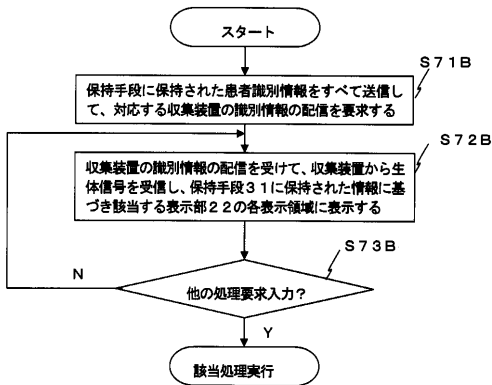 スタート
S71B
保持手段に保持された患者識別情報をすべて送信し
て、対応する収集装置の識別情報の配信を要求する
S72B
収集装置の識別情報の配信を受けて、収集装置から生
体信号を受信し、保持手段31に保持された情報に基
づき該当する表示部22の各表示領域に表示する
S73B
N
他の処理要求入力?
Y
該当処理実行